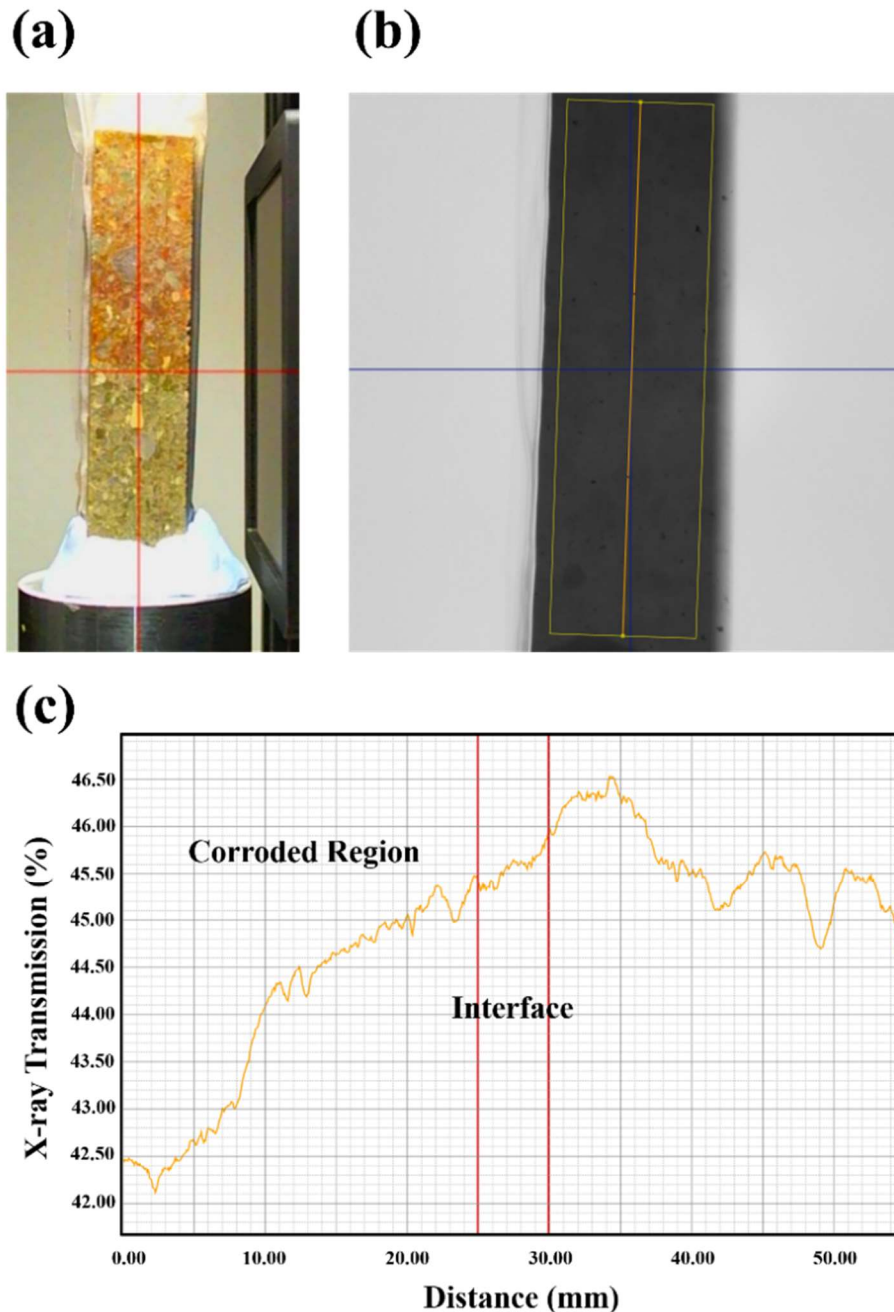 (a)
(b)
(c)
X-ray Transmission (%)
46.50
46.00
45.50
45.00
44.50
44.00
43.50
43.00
42.50
42.00
Corroded Region
Interface
0.00 10.00 20.00 30.00 40.00 50.00
Distance (mm)